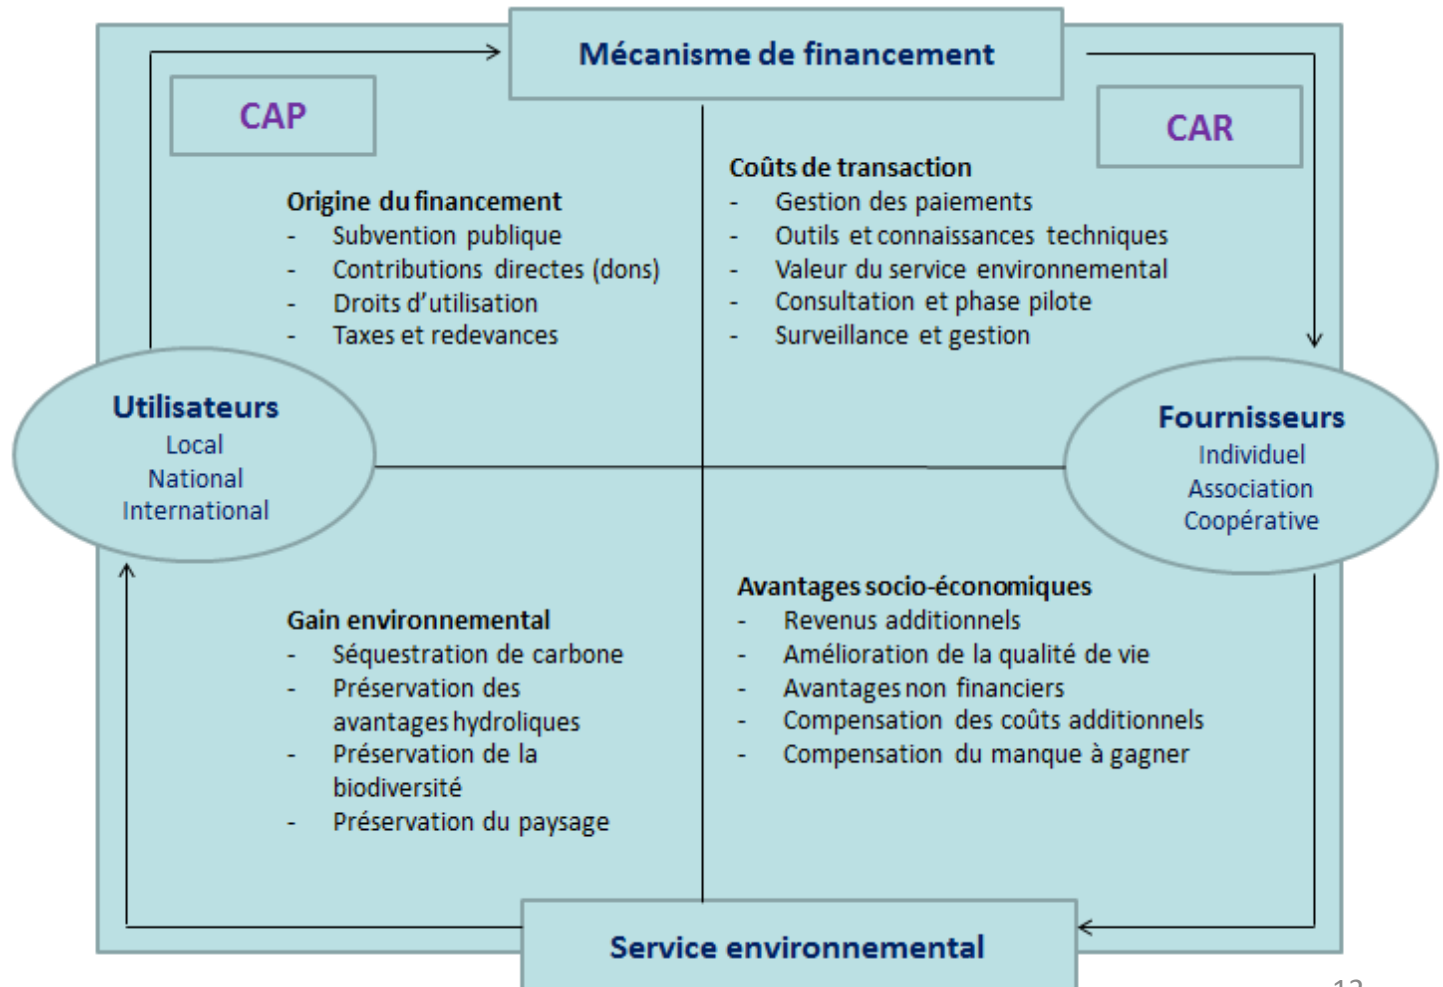 Mécanisme de financement
CAP
CAR
Origine du financement
- Subvention publique
- Contributions directes (dons)
- Droits d'utilisation
- Taxes et redevances
Coûts de transaction
- Gestion des paiements
- Outils et connaissances techniques
- Valeur du service environnemental
- Consultation et phase pilote
- Surveillance et gestion
Utilisateurs
Local
National
International
Fournisseurs
Individuel
Association
Coopérative
Gain environnemental
- Séquestration de carbone
- Préservation des
avantages hydroliques
- Préservation de la
biodiversité
- Préservation du paysage
Avantages socio-économiques
- Revenus additionnels
- Amélioration de la qualité de vie
- Avantages non financiers
- Compensation des coûts additionnels
- Compensation du manque à gagner
Service environnemental